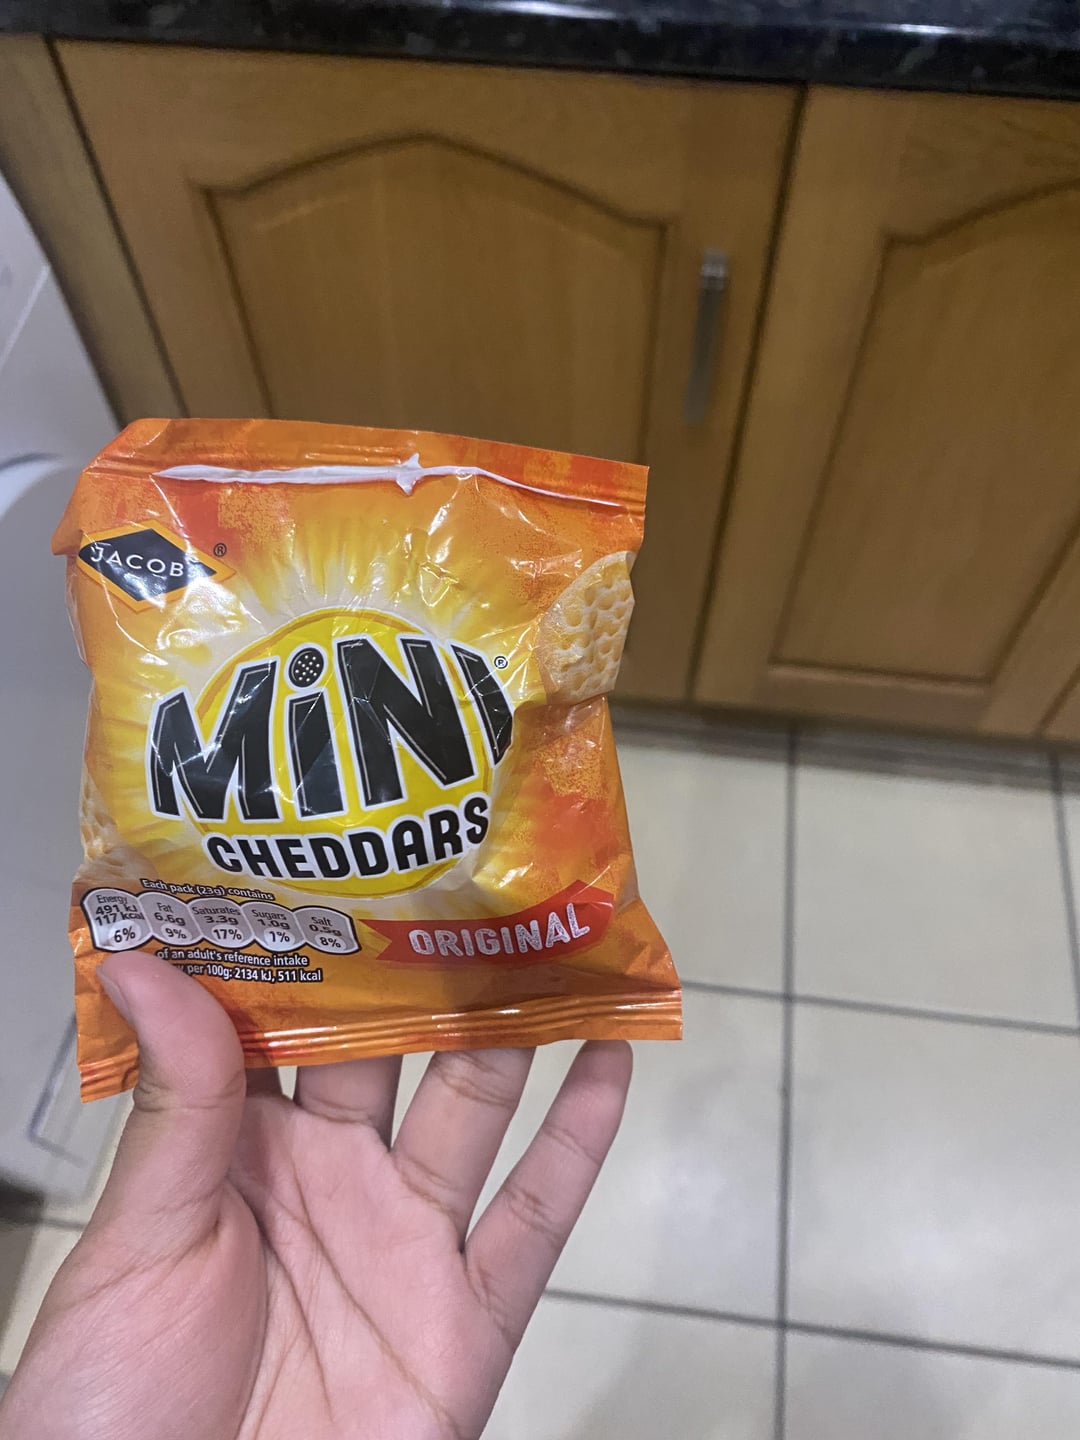 JACOB'S ®
MiNI ®
CHEDDARS
Each pack (23g) contains
Energy
491 kJ
117 kcal
6%
Fat
6.6g
9%
Saturates
3.3g
17%
Sugars
1.0g
1%
Salt
0.5g
8%
of an adult's reference intake
per 100g: 2134 kJ, 511 kcal
ORIGINAL